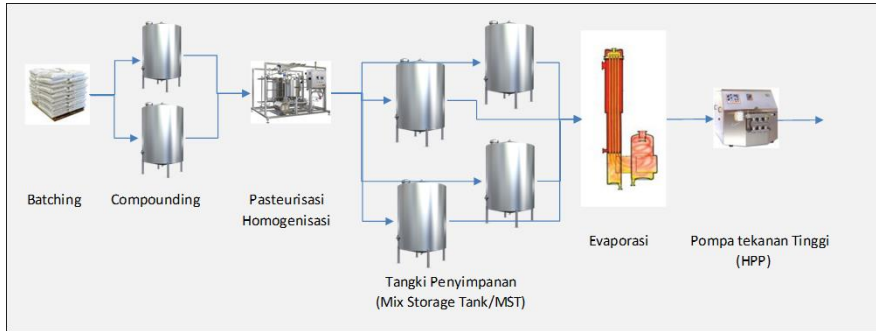 Batching
Compounding
Pasteurisasi
Homogenisasi
Tangki Penyimpanan
(Mix Storage Tank/MST)
Evaporasi
Pompa tekanan Tinggi
(HPP)